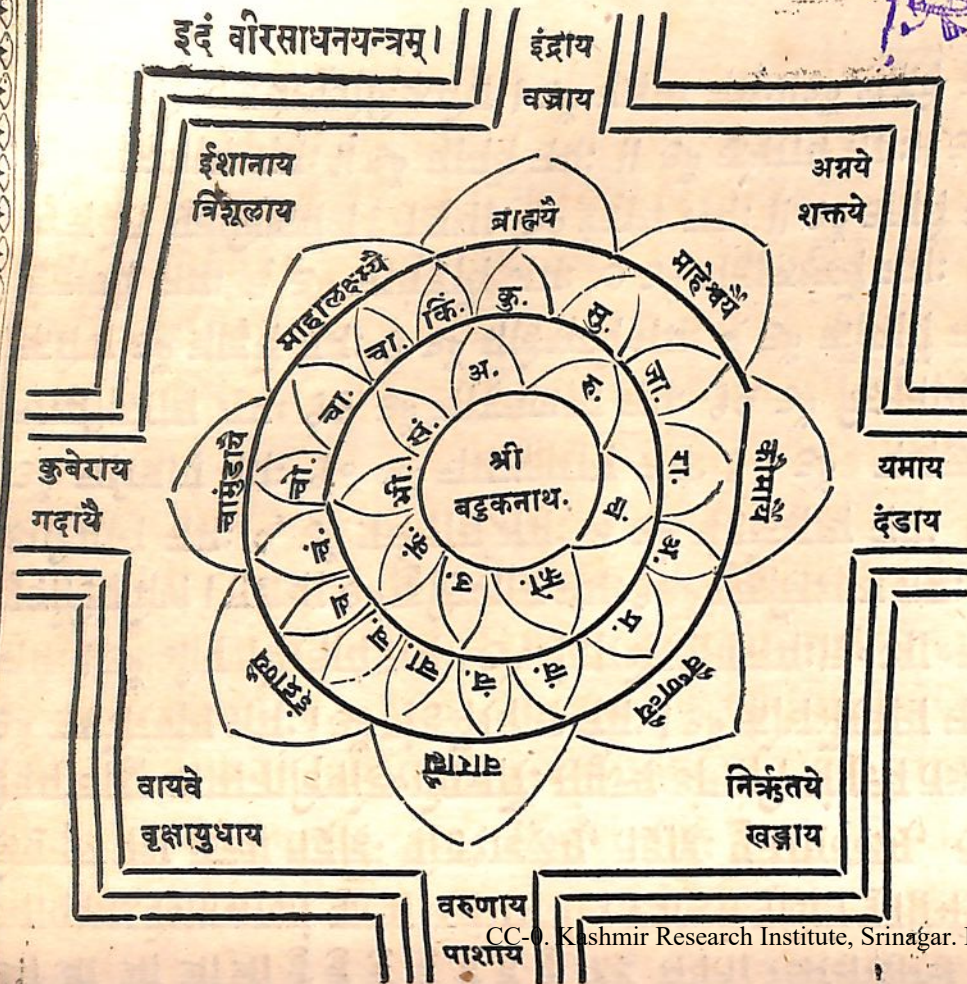 इदं वीरसाधनयन्त्रम्।
इंद्राय
वज्राय
ईशानाय
त्रिशूलाय
अग्नये
शक्तये
ब्राह्मयै
माहेश्वर्यै
कौमार्यै
वैष्णव्यै
वाराह्यै
इंद्राण्यै
चामुंडायै
माहालक्ष्म्यै
कु.
सु.
जा.
रा.
प्र.
चं.
चं.
चा.
चं.
चो.
चा.
चा.
किं.
अ.
रु.
चं
क्रो
उ.
भी.
सं.
श्री
बटुकनाथ.
कुबेराय
गदायै
यमाय
दंडाय
वायवे
वृक्षायुधाय
निर्ऋतये
खड्गाय
वरुणाय
पाशाय
CC-0. Kashmir Research Institute, Srinagar.